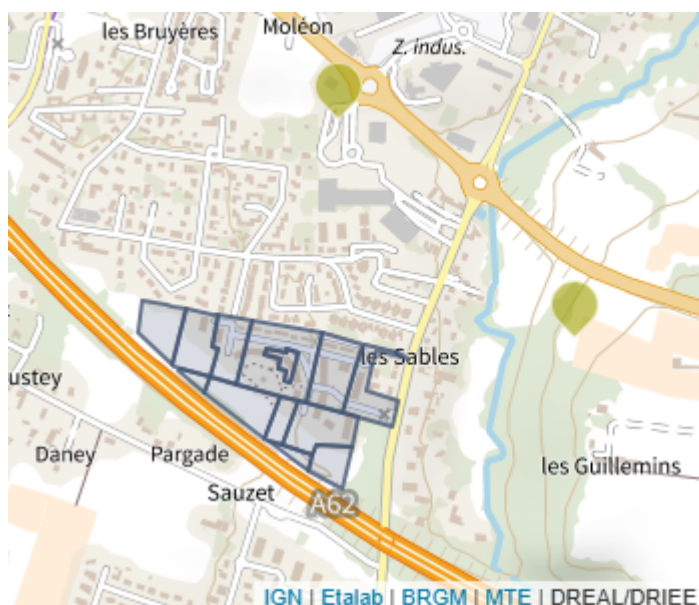 Moléon
les Bruyères
Z. indus.
les Sables
ustey
Daney
Pargade
les Guillemins
Sauzet
A62
IGN | Etalab | BRGM | MTE | DREAL/DRIEE